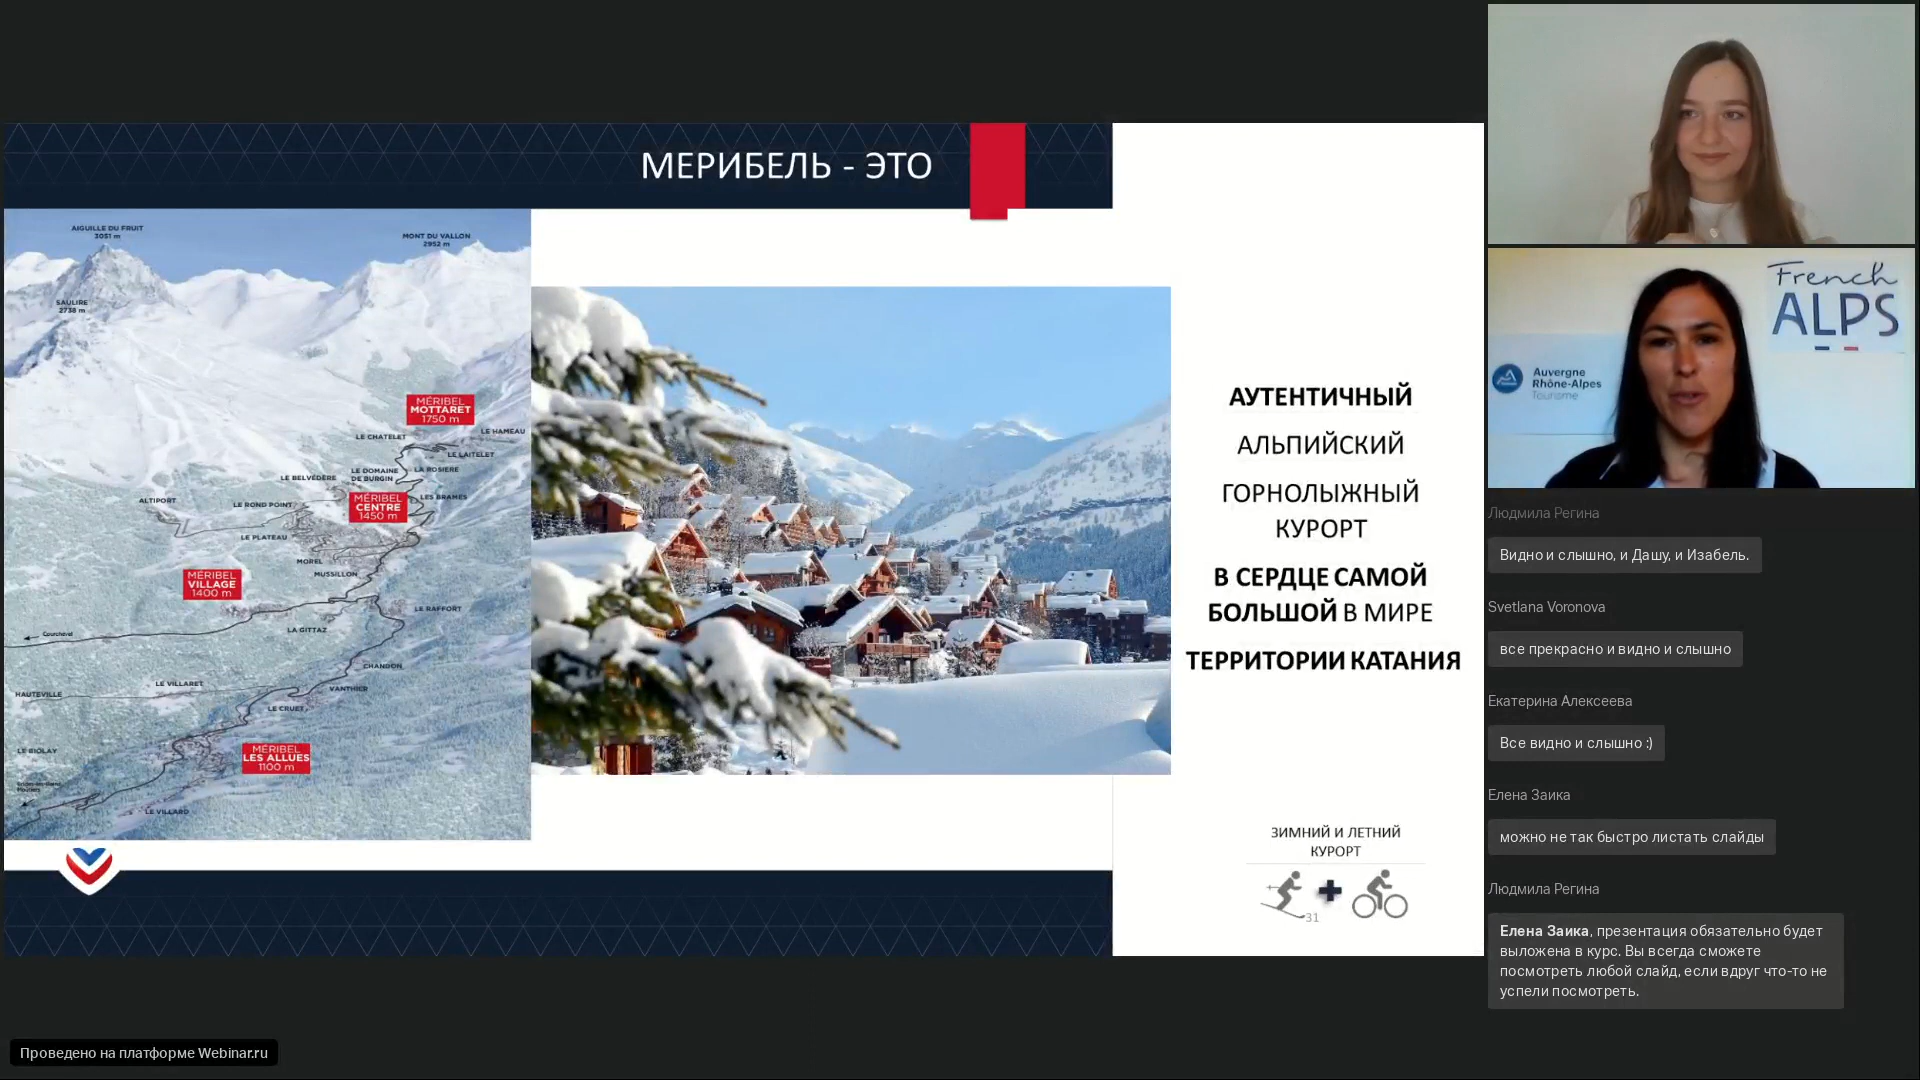 МЕРИБЕЛЬ - ЭТО
AIGUILLE DU FRUIT
3051 m
MONT DU VALLON
2952 m
SAULIRE
2738 m
MÉRIBEL
MOTTARET
1750 m
LE HAMEAU
LE CHATELET
LE LAITELET
LA ROSIERE
LE DOMAINE
DE BURGIN
LE BELVÉDÈRE
MÉRIBEL
CENTRE
1450 m
LES BRAMES
ALTIPORT
LE ROND POINT
LE PLATEAU
MOREL
MUSSILLON
MÉRIBEL
VILLAGE
1400 m
LE RAFFORT
LA GITTAZ
Courchevel
CHANDON
LE VILLARET
VANTHIER
HAUTEVILLE
LE CRUET
LE BIOLAY
MÉRIBEL
LES ALLUES
1100 m
Moutiers
LE VILLARD
АУТЕНТИЧНЫЙ
АЛЬПИЙСКИЙ
ГОРНОЛЫЖНЫЙ
КУРОРТ
В СЕРДЦЕ САМОЙ
БОЛЬШОЙ В МИРЕ
ТЕРРИТОРИИ КАТАНИЯ
ЗИМНИЙ И ЛЕТНИЙ
КУРОРТ
31
French
ALPS
Auvergne
Rhône-Alpes
Tourisme
Людмила Регина
Видно и слышно, и Дашу, и Изабель.
Svetlana Voronova
все прекрасно и видно и слышно
Екатерина Алексеева
Все видно и слышно :)
Елена Заика
можно не так быстро листать слайды
Людмила Регина
Елена Заика, презентация обязательно будет
выложена в курс. Вы всегда сможете
посмотреть любой слайд, если вдруг что-то не
успели посмотреть.
Проведено на платформе Webinar.ru